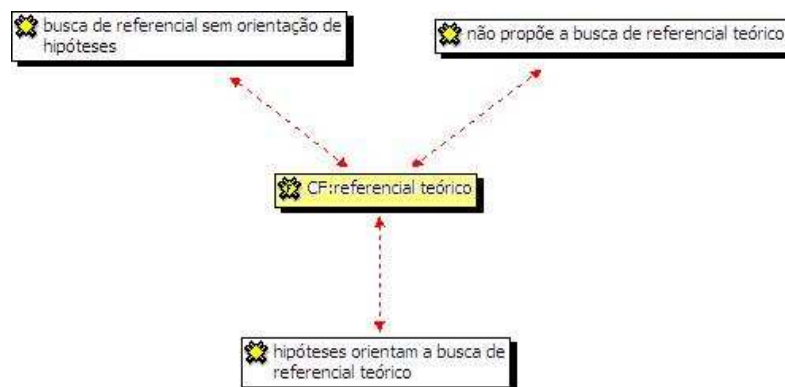 busca de referencial sem orientação de
hipóteses
não propõe a busca de referencial teórico
CF:referencial teórico
hipóteses orientam a busca de
referencial teórico